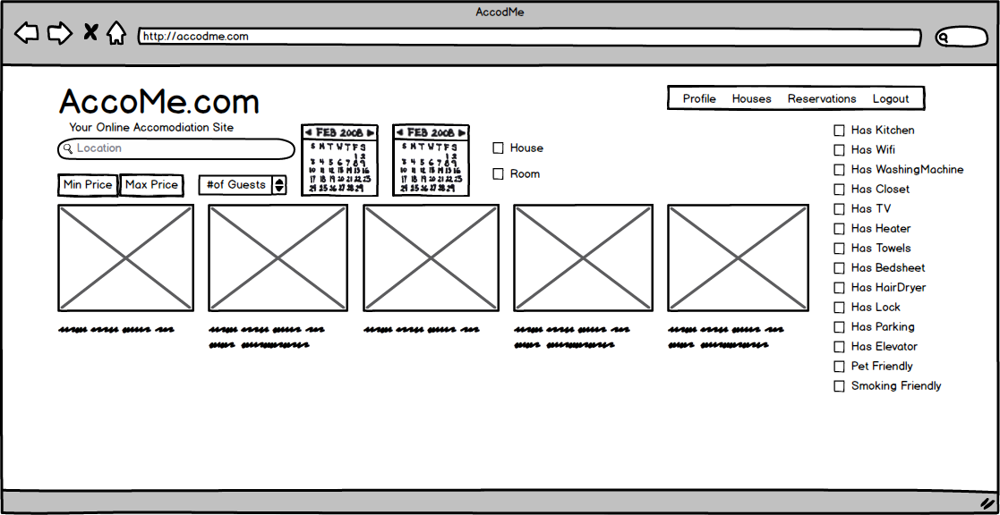 AccodMe
http://accodme.com
AccoMe.com
Profile Houses Reservations Logout
Your Online Accomodiation Site
Location
Min Price Max Price #of Guests
FEB 2008
S M T W T F S
1 2
3 4 5 6 7 8 9
10 11 12 13 14 15 16
17 18 19 20 21 22 23
24 25 26 27 28 29
FEB 2008
S M T W T F S
1 2
3 4 5 6 7 8 9
10 11 12 13 14 15 16
17 18 19 20 21 22 23
24 25 26 27 28 29
House
Room
Has Kitchen
Has Wifi
Has WashingMachine
Has Closet
Has TV
Has Heater
Has Towels
Has Bedsheet
Has HairDryer
Has Lock
Has Parking
Has Elevator
Pet Friendly
Smoking Friendly